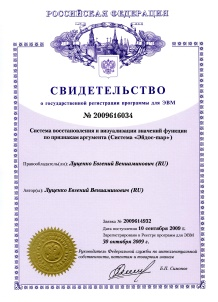 РОССИЙСКАЯ ФЕДЕРАЦИЯ
СВИДЕТЕЛЬСТВО
о государственной регистрации программы для ЭВМ
№ 2009616034
Система восстановления и визуализации значений функции
по признакам аргумента (Система «Эйдос-map»)
Правообладатель(ли): Луценко Евгений Вениаминович (RU)
Автор(ы): Луценко Евгений Вениаминович (RU)
Заявка № 2009614932
Дата поступления 10 сентября 2009 г.
Зарегистрировано в Реестре программ для ЭВМ
30 октября 2009 г.
Руководитель Федеральной службы по интеллектуальной
собственности, патентам и товарным знакам
Б.П. Симонов